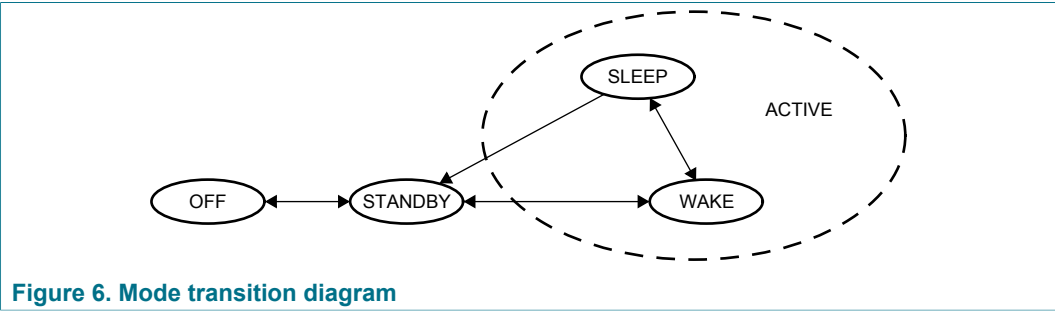 SLEEP
ACTIVE
OFF
STANDBY
WAKE
Figure 6. Mode transition diagram